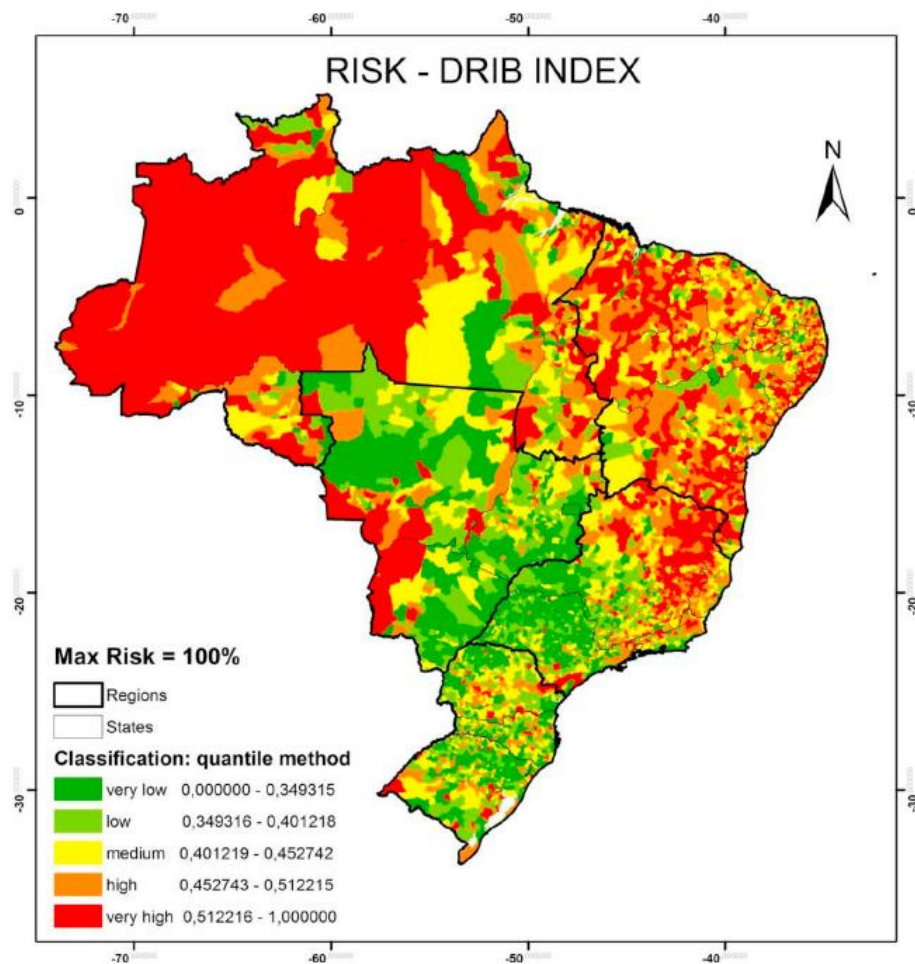 -70 -60 -50 -40
RISK - DRIB INDEX
N
0
0
-10
-10
-20
-20
-30
-30
Max Risk = 100%
Regions
States
Classification: quantile method
very low 0,000000 - 0,349315
low 0,349316 - 0,401218
medium 0,401219 - 0,452742
high 0,452743 - 0,512215
very high 0,512216 - 1,000000
-70 -60 -50 -40